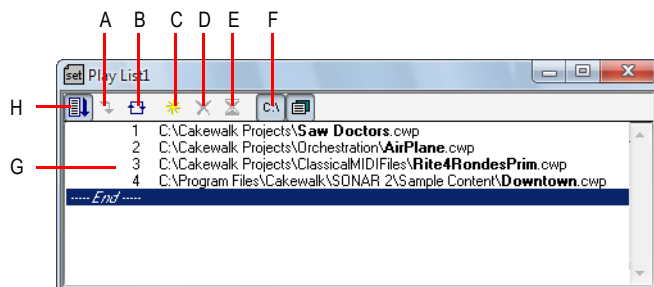 A B C D E F
set Play List1
H
C:\
1 C:\Cakewalk Projects\Saw Doctors.cwp
2 C:\Cakewalk Projects\Orchestration\AirPlane.cwp
G
3 C:\Cakewalk Projects\ClassicalMIDIFiles\Rite4RondesPrim.cwp
4 C:\Program Files\Cakewalk\SONAR 2\Sample Content\Downtown.cwp
----- End -----